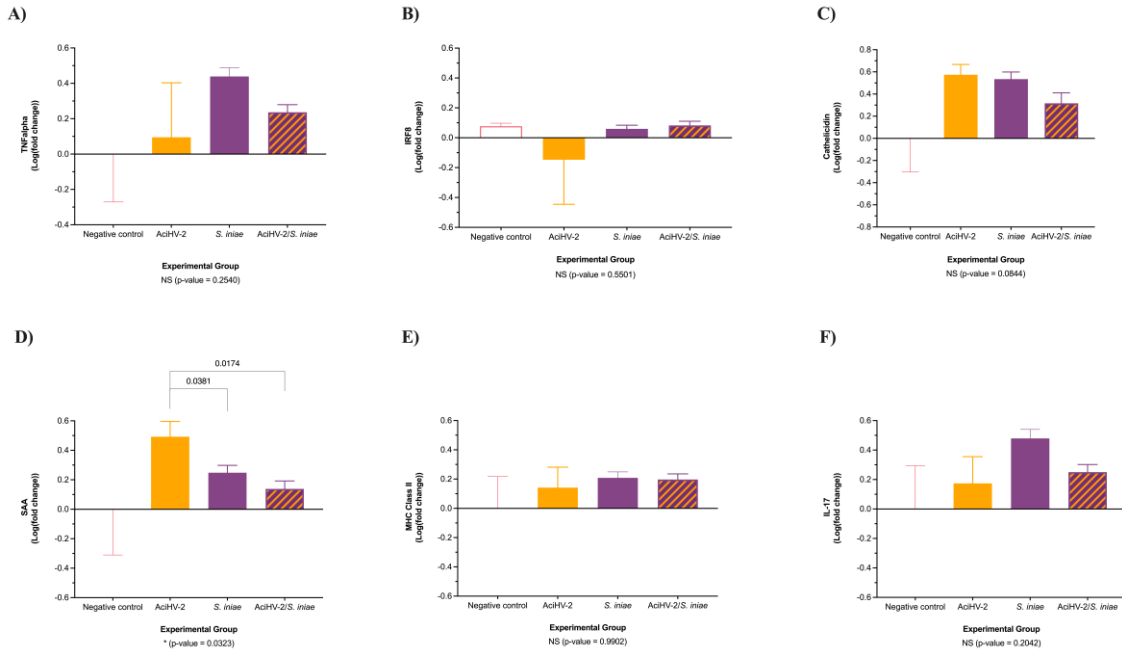 A)
TNFalpha
(Log(fold change))
0.6
0.4
0.2
0.0
-0.2
-0.4
Negative control AciHV-2 S. iniae AciHV-2/S. iniae
Experimental Group
NS (p-value = 0.2540)
B)
IRF8
(Log(fold change))
0.6
0.4
0.2
0.0
-0.2
-0.4
-0.6
Negative control AciHV-2 S. iniae AciHV-2/S. iniae
Experimental Group
NS (p-value = 0.5501)
C)
Cathelicidin
(Log(fold change))
0.8
0.6
0.4
0.2
0.0
-0.2
-0.4
-0.6
-0.8
Negative control AciHV-2 S. iniae AciHV-2/S. iniae
Experimental Group
NS (p-value = 0.0844)
D)
0.0174
0.0381
SAA
(Log(fold change))
0.6
0.4
0.2
0.0
-0.2
-0.4
-0.6
Negative control AciHV-2 S. iniae AciHV-2/S. iniae
Experimental Group
* (p-value = 0.0323)
E)
MHC Class II
(Log(fold change))
0.6
0.4
0.2
0.0
-0.2
-0.4
-0.6
Negative control AciHV-2 S. iniae AciHV-2/S. iniae
Experimental Group
NS (p-value = 0.9902)
F)
IL-17
(Log(fold change))
0.6
0.4
0.2
0.0
-0.2
-0.4
-0.6
Negative control AciHV-2 S. iniae AciHV-2/S. iniae
Experimental Group
NS (p-value = 0.2042)